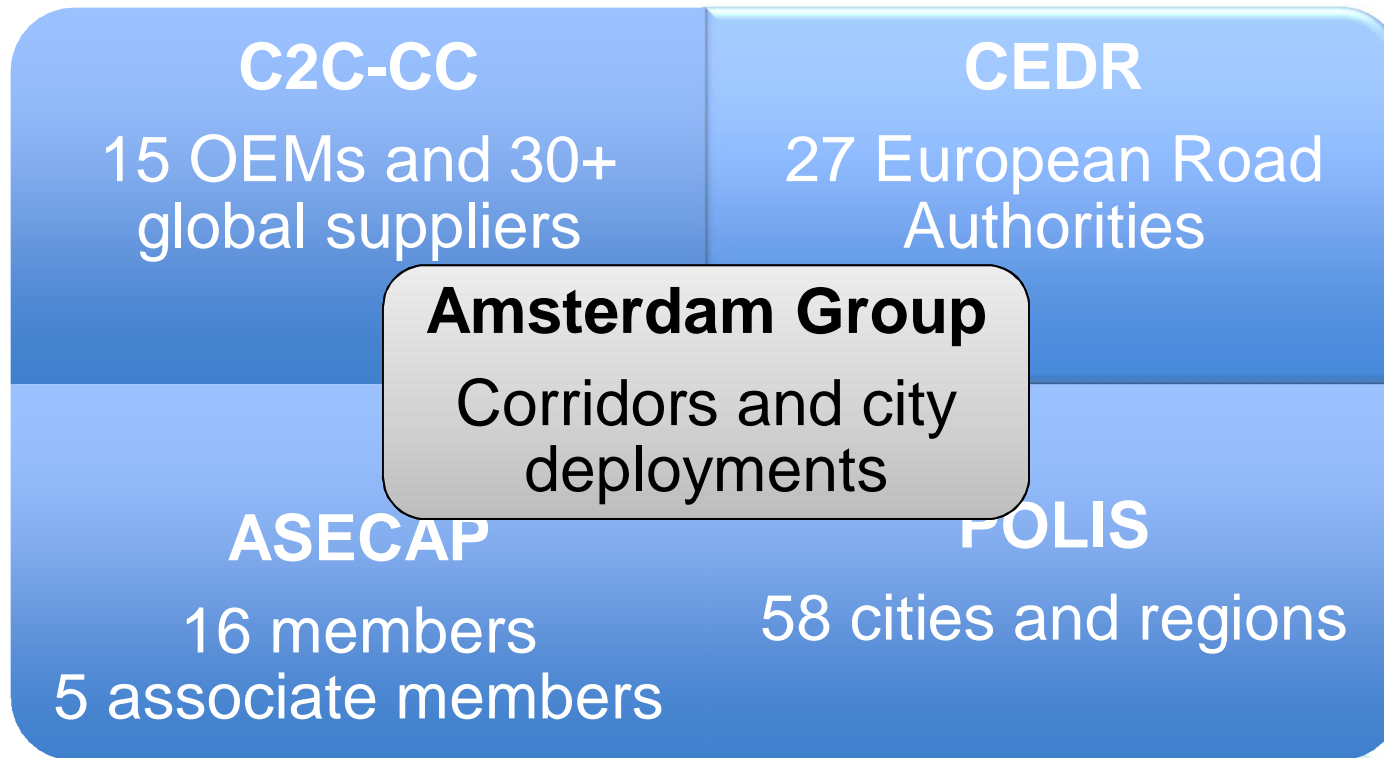 C2C-CC
15 OEMs and 30+
global suppliers
CEDR
27 European Road
Authorities
Amsterdam Group
Corridors and city
deployments
ASECAP
16 members
5 associate members
POLIS
58 cities and regions